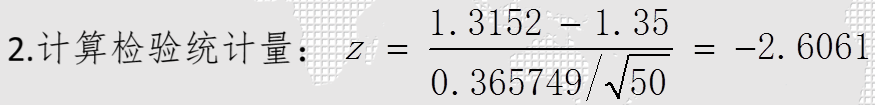 2.计算检验统计量： z = (1.3152 − 1.35) / (0.365749/√50) = −2.6061